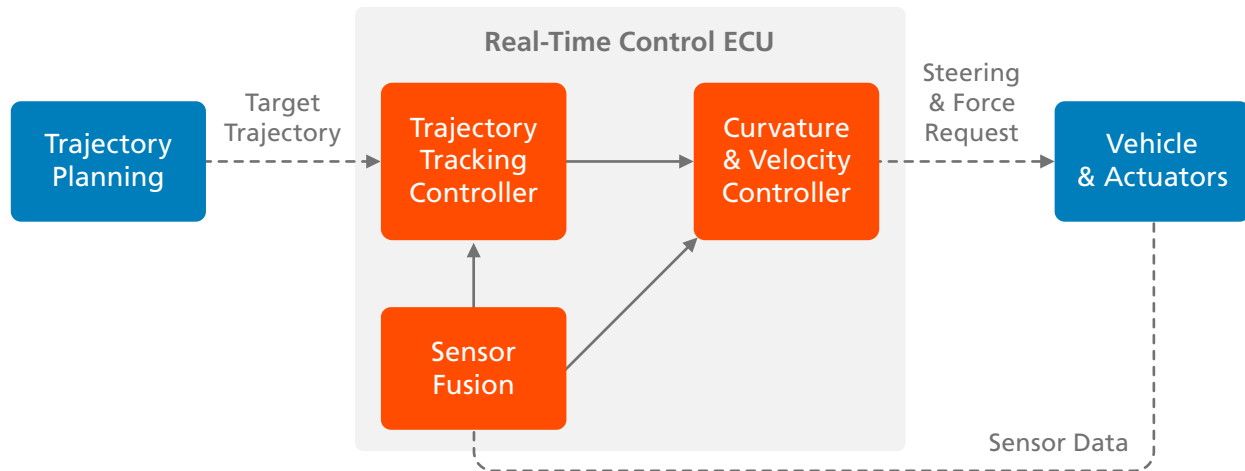 Real-Time Control ECU
Trajectory
Planning
Target
Trajectory
Trajectory
Tracking
Controller
Curvature
& Velocity
Controller
Steering
& Force
Request
Vehicle
& Actuators
Sensor
Fusion
Sensor Data